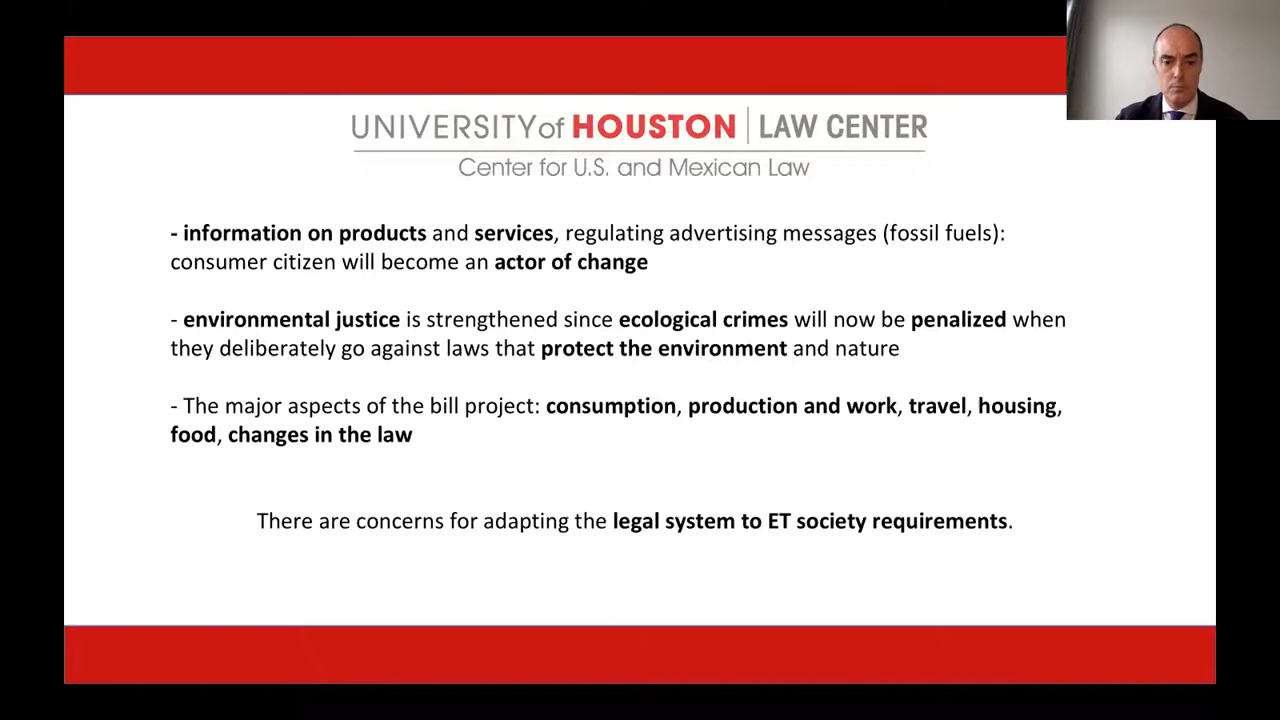 UNIVERSITY of HOUSTON | LAW CENTER
Center for U.S. and Mexican Law
- information on products and services, regulating advertising messages (fossil fuels):
consumer citizen will become an actor of change
- environmental justice is strengthened since ecological crimes will now be penalized when
they deliberately go against laws that protect the environment and nature
- The major aspects of the bill project: consumption, production and work, travel, housing,
food, changes in the law
There are concerns for adapting the legal system to ET society requirements.